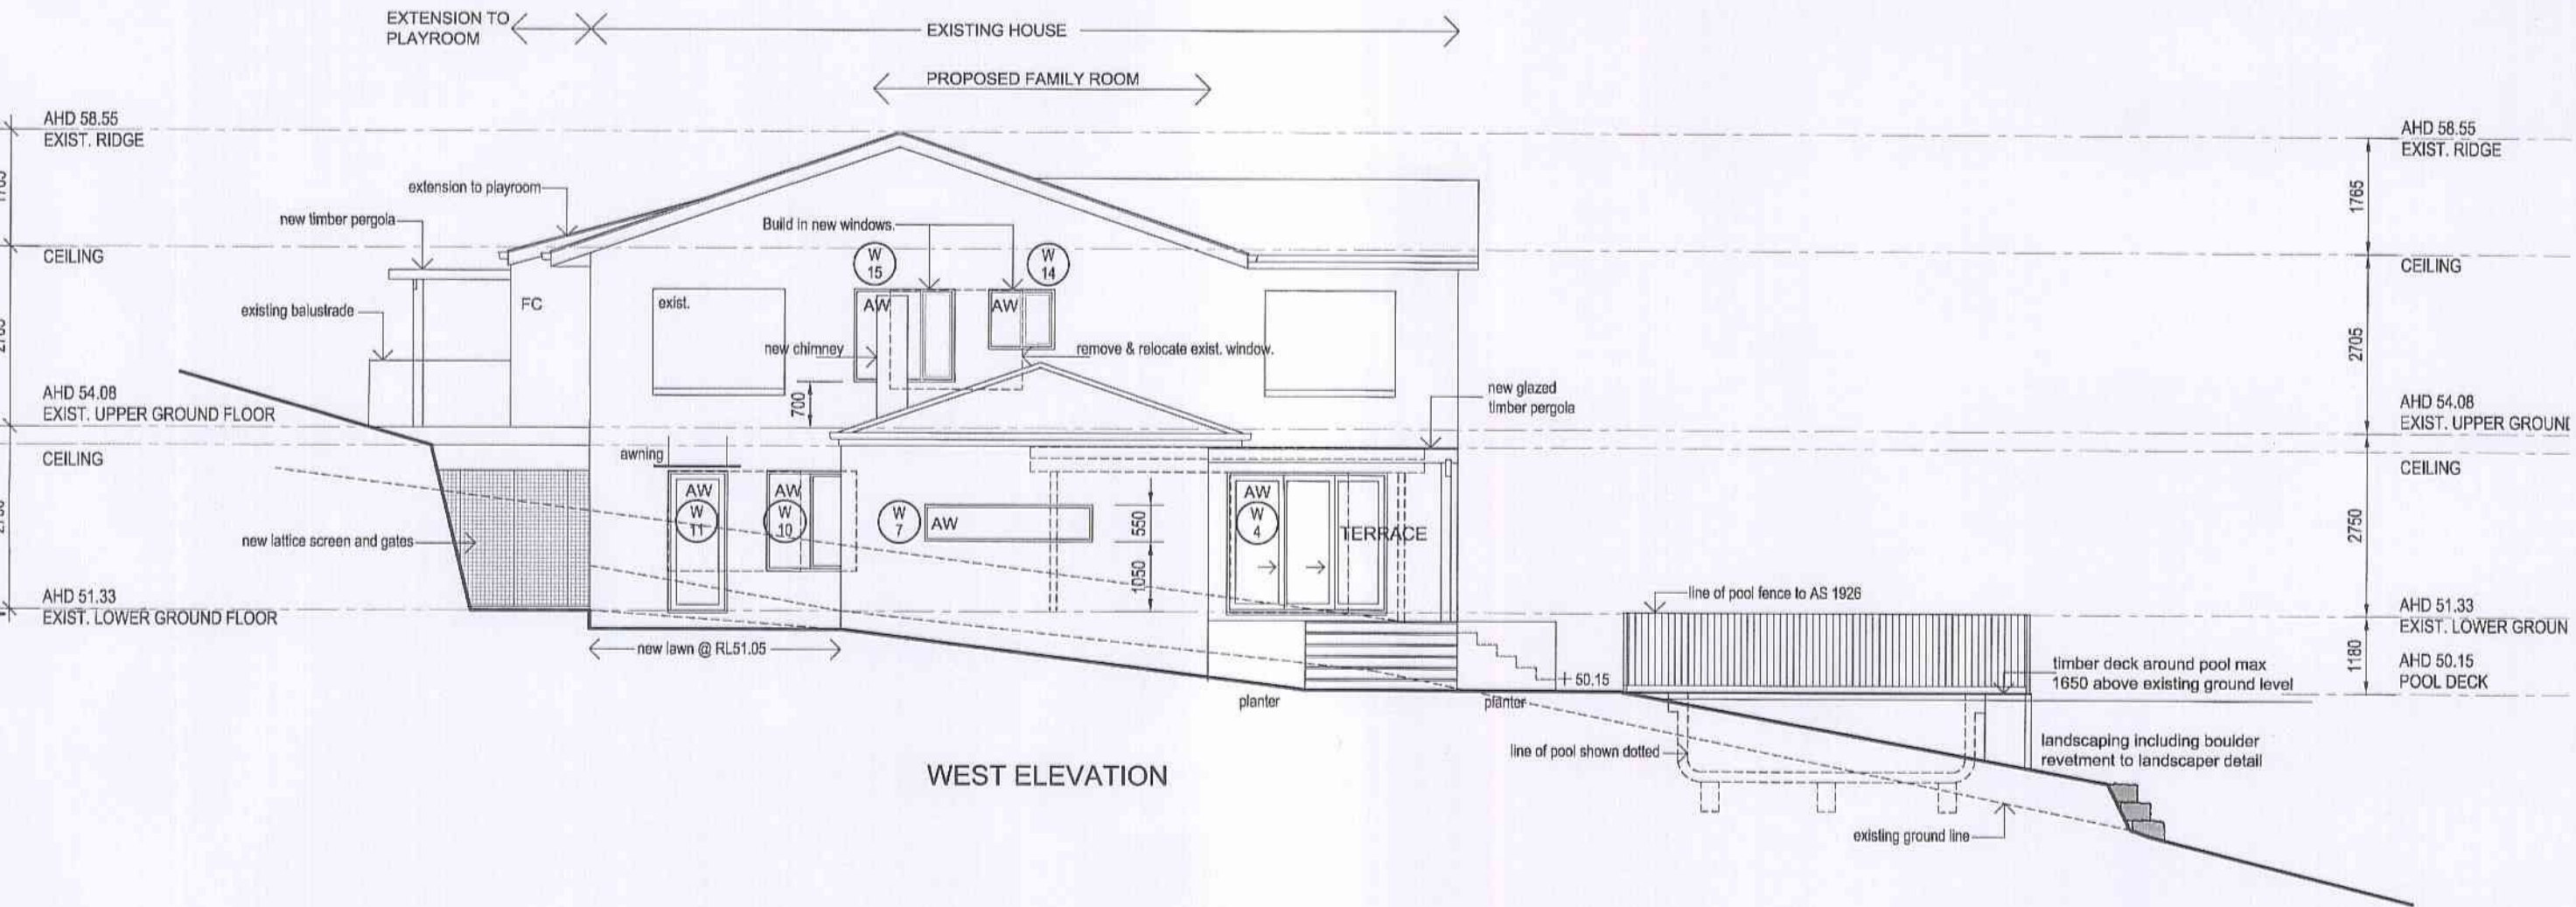 EXTENSION TO
PLAYROOM
EXISTING HOUSE
PROPOSED FAMILY ROOM
AHD 58.55
EXIST. RIDGE
AHD 58.55
EXIST. RIDGE
1765
extension to playroom
new timber pergola
Build in new windows.
W
15
W
14
CEILING
CEILING
FC
exist.
AW
AW
existing balustrade
new chimney
remove & relocate exist. window.
2705
700
new glazed
timber pergola
AHD 54.08
EXIST. UPPER GROUND FLOOR
AHD 54.08
EXIST. UPPER GROUND
CEILING
CEILING
awning
AW
W
11
AW
W
10
W
7
AW
550
1050
AW
W
4
TERRACE
2750
new lattice screen and gates
AHD 51.33
EXIST. LOWER GROUND FLOOR
line of pool fence to AS 1926
AHD 51.33
EXIST. LOWER GROUN
new lawn @ RL51.05
1180
+ 50.15
timber deck around pool max
1650 above existing ground level
AHD 50.15
POOL DECK
planter
planter
line of pool shown dotted
landscaping including boulder
revetment to landscaper detail
WEST ELEVATION
existing ground line